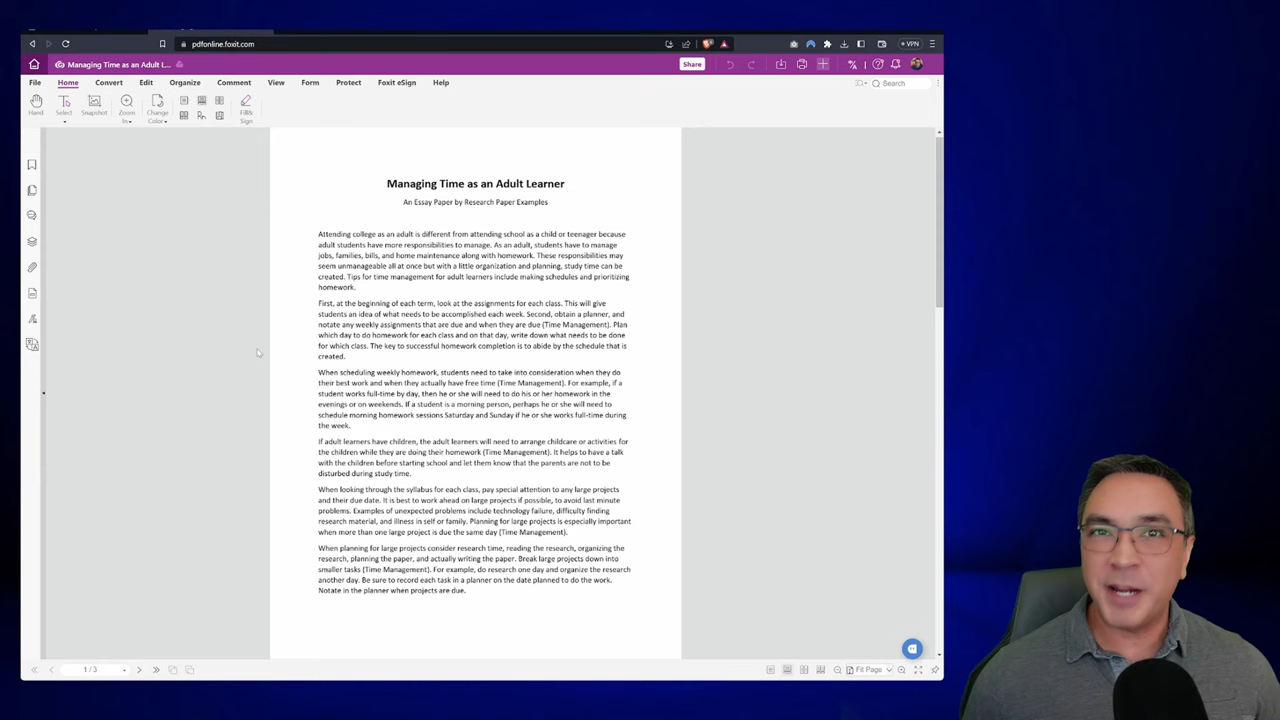 pdfonline.foxit.com
VPN
Managing Time as an Adult L...
Share
File Home Convert Edit Organize Comment View Form Protect Foxit eSign Help
Search
Hand Select Snapshot Zoom In Change Color Fill& Sign
Managing Time as an Adult Learner
An Essay Paper by Research Paper Examples
Attending college as an adult is different from attending school as a child or teenager because
adult students have more responsibilities to manage. As an adult, students have to manage
jobs, families, bills, and home maintenance along with homework. These responsibilities may
seem unmanageable all at once but with a little organization and planning, study time can be
created. Tips for time management for adult learners include making schedules and prioritizing
homework.
First, at the beginning of each term, look at the assignments for each class. This will give
students an idea of what needs to be accomplished each week. Second, obtain a planner, and
notate any weekly assignments that are due and when they are due (Time Management). Plan
which day to do homework for each class and on that day, write down what needs to be done
for which class. The key to successful homework completion is to abide by the schedule that is
created.
When scheduling weekly homework, students need to take into consideration when they do
their best work and when they actually have free time (Time Management). For example, if a
student works full-time by day, then he or she will need to do his or her homework in the
evenings or on weekends. If a student is a morning person, perhaps he or she will need to
schedule morning homework sessions Saturday and Sunday if he or she works full-time during
the week.
If adult learners have children, the adult learners will need to arrange childcare or activities for
the children while they are doing their homework (Time Management). It helps to have a talk
with the children before starting school and let them know that the parents are not to be
disturbed during study time.
When looking through the syllabus for each class, pay special attention to any large projects
and their due date. It is best to work ahead on large projects if possible, to avoid last minute
problems. Examples of unexpected problems include technology failure, difficulty finding
research material, and illness in self or family. Planning for large projects is especially important
when more than one large project is due the same day (Time Management).
When planning for large projects consider research time, reading the research, organizing the
research, planning the paper, and actually writing the paper. Break large projects down into
smaller tasks (Time Management). For example, do research one day and organize the research
another day. Be sure to record each task in a planner on the date planned to do the work.
Notate in the planner when projects are due.
1 / 3
Fit Page